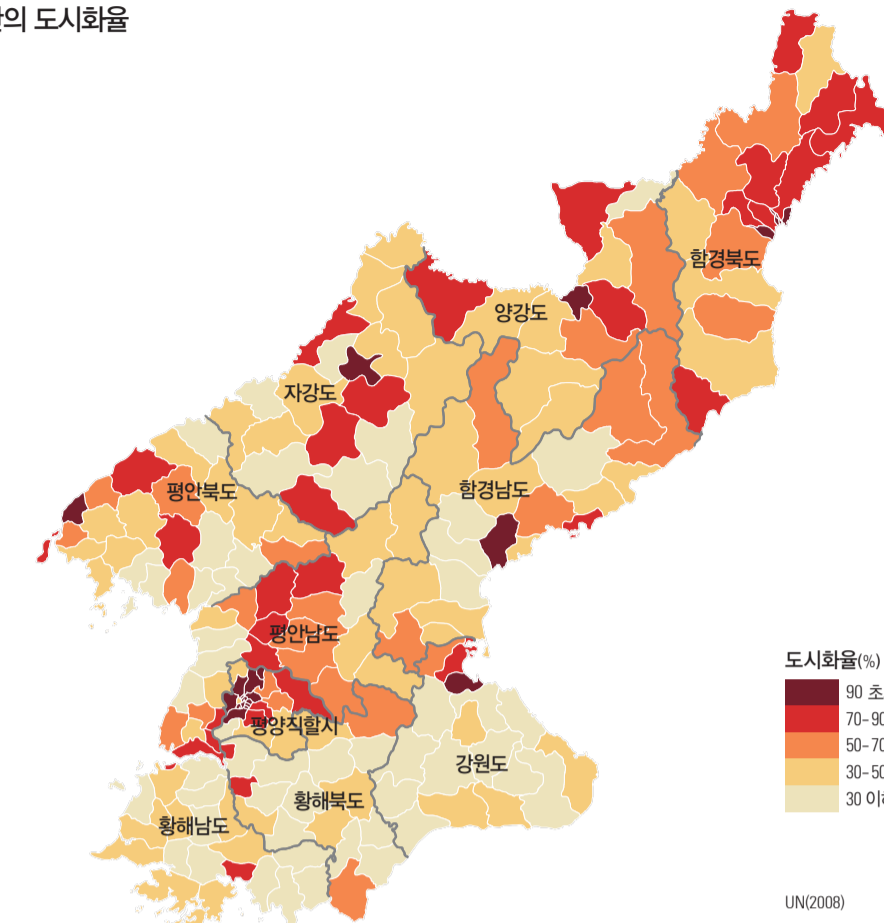 의 도시화율
함경북도
양강도
자강도
평안북도
함경남도
평안남도
평양직할시
강원도
황해북도
황해남도
도시화율(%)
90 초
70-90
50-70
30-50
30 이하
UN(2008)